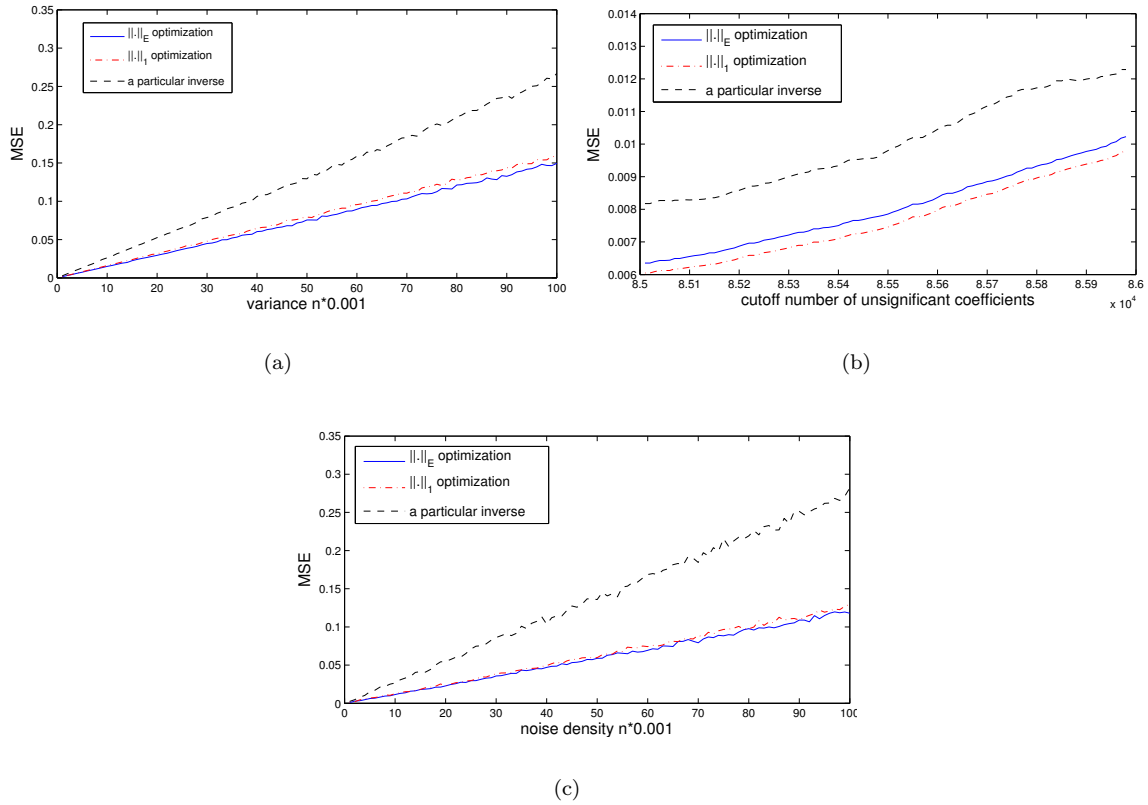 0.35
0.3
0.25
0.2
0.15
0.1
0.05
0
MSE
||.||E optimization
||.||1 optimization
a particular inverse
0 10 20 30 40 50 60 70 80 90 100
variance n*0.001
(a)
0.014
0.013
0.012
0.011
0.01
0.009
0.008
0.007
0.006
MSE
||.||E optimization
||.||1 optimization
a particular inverse
8.5 8.51 8.52 8.53 8.54 8.55 8.56 8.57 8.58 8.59 8.6
x 10^4
cutoff number of unsignificant coefficients
(b)
0.35
0.3
0.25
0.2
0.15
0.1
0.05
0
MSE
||.||E optimization
||.||1 optimization
a particular inverse
0 10 20 30 40 50 60 70 80 90 100
noise density n*0.001
(c)